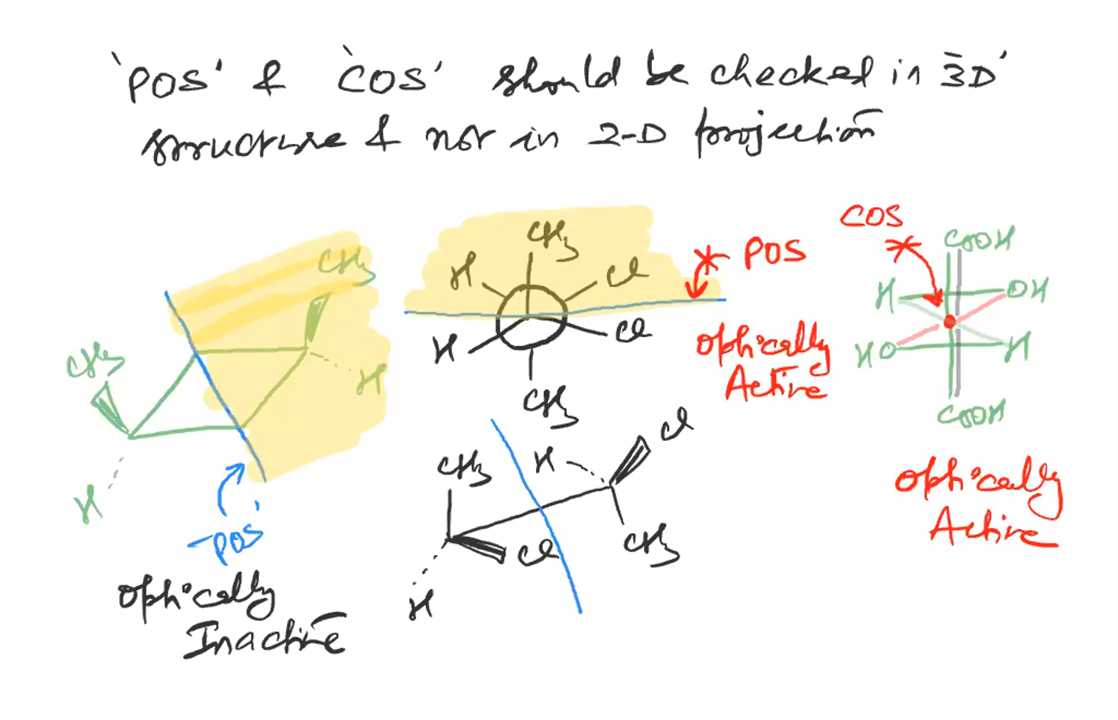 'POS' & 'COS' should be checked in '3D'
structure & not in 2-D projection
CH3
H
CH3
H
'POS'
Optically
Inactive
CH3
H
Cl
H
Cl
CH3
POS
Optically
Active
CH3
H
Cl
H
Cl
CH3
COS
COOH
H
OH
HO
H
COOH
Optically
Active